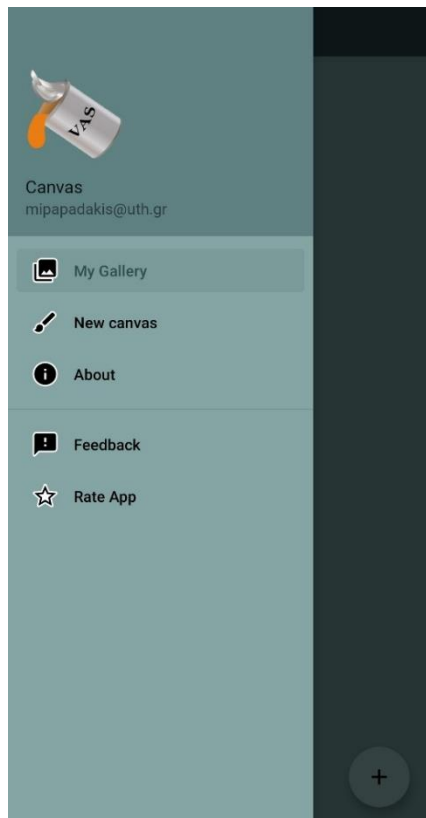 VAS
Canvas
mipapadakis@uth.gr
My Gallery
New canvas
About
Feedback
Rate App